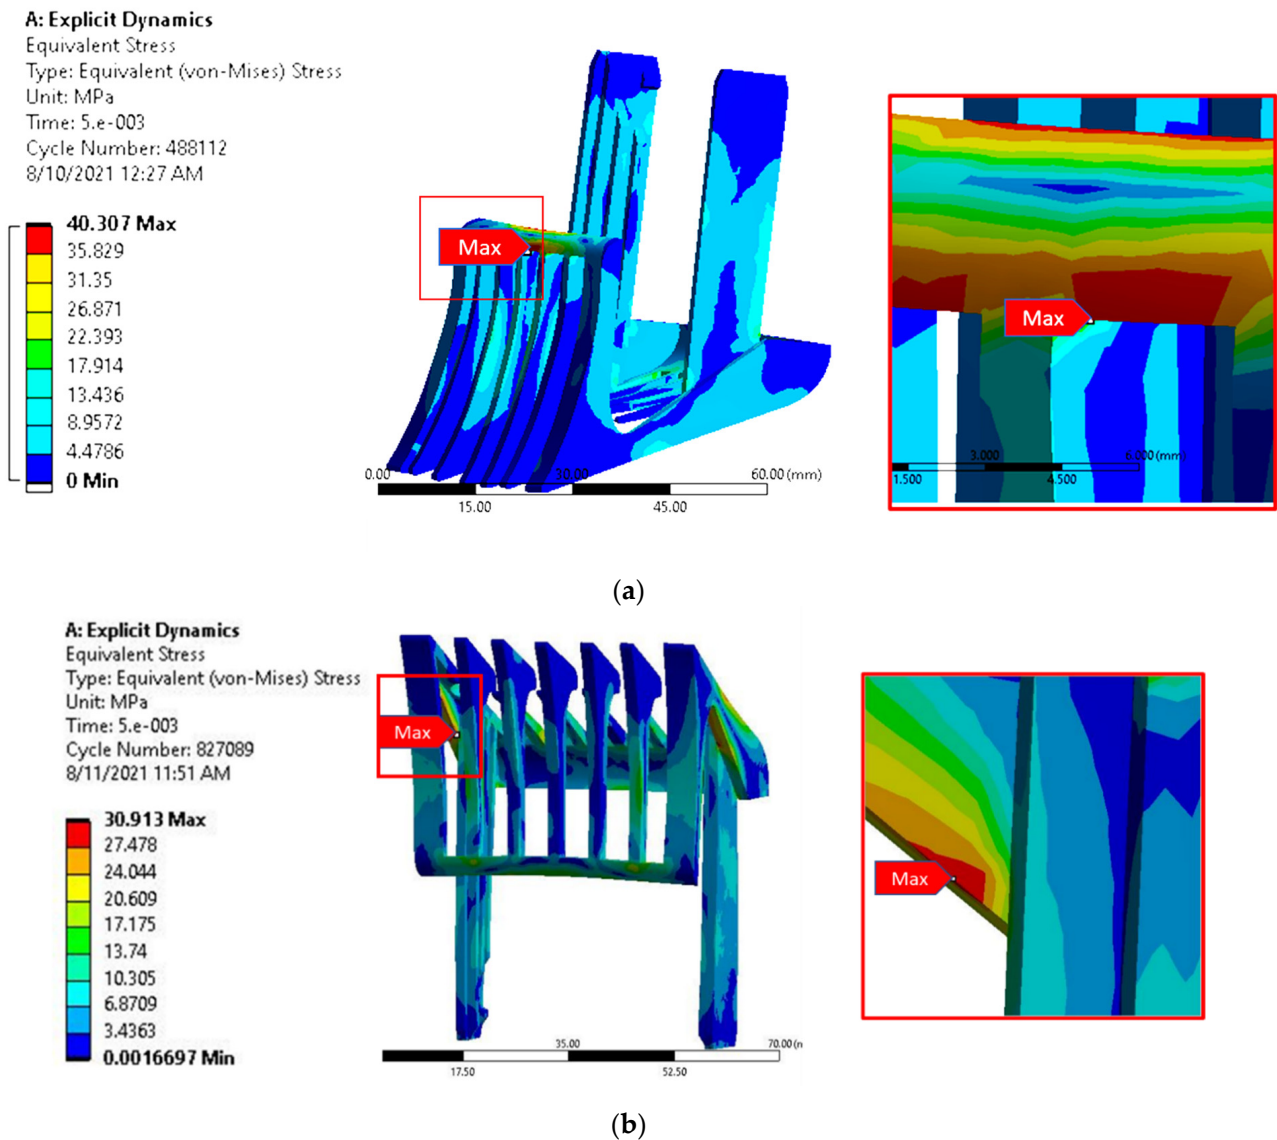 A: Explicit Dynamics
Equivalent Stress
Type: Equivalent (von-Mises) Stress
Unit: MPa
Time: 5.e-003
Cycle Number: 488112
8/10/2021 12:27 AM
40.307 Max
35.829
31.35
26.871
22.393
17.914
13.436
8.9572
4.4786
0 Min
Max
0.00 30.00 60.00 (mm)
15.00 45.00
Max
3.000 6.000 (mm)
1.500 4.500
(a)
A: Explicit Dynamics
Equivalent Stress
Type: Equivalent (von-Mises) Stress
Unit: MPa
Time: 5.e-003
Cycle Number: 827089
8/11/2021 11:51 AM
30.913 Max
27.478
24.044
20.609
17.175
13.74
10.305
6.8709
3.4363
0.0016697 Min
Max
35.00 70.00 (n
17.50 52.50
Max
(b)